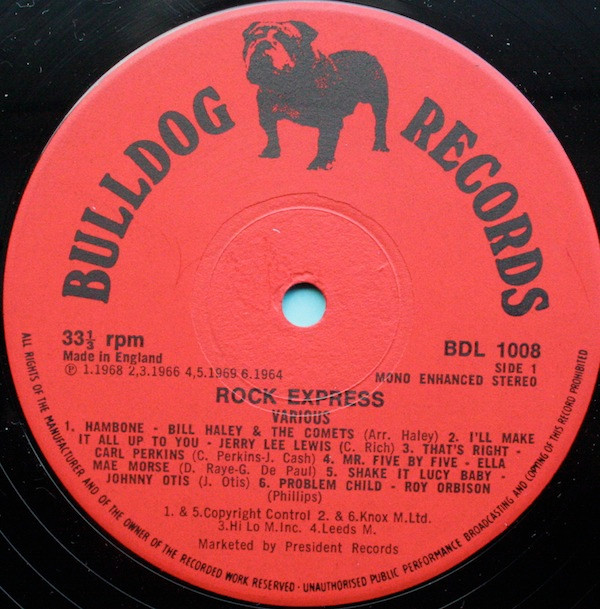 BULLDOG RECORDS
33⅓ rpm
Made in England
℗ 1.1968 2,3.1966 4,5.1969 6.1964
BDL 1008
SIDE 1
MONO ENHANCED STEREO
ROCK EXPRESS
VARIOUS
1. HAMBONE - BILL HALEY & THE COMETS (Arr. Haley) 2. I'LL MAKE
IT ALL UP TO YOU - JERRY LEE LEWIS (C. Rich) 3. THAT'S RIGHT -
CARL PERKINS (C. Perkins-J. Cash) 4. MR. FIVE BY FIVE - ELLA
MAE MORSE (D. Raye-G. De Paul) 5. SHAKE IT LUCY BABY -
JOHNNY OTIS (J. Otis) 6. PROBLEM CHILD - ROY ORBISON
(Phillips)
1. & 5.Copyright Control 2. & 6.Knox M.Ltd.
3.Hi Lo M.Inc. 4.Leeds M.
Marketed by President Records
ALL RIGHTS OF THE MANUFACTURER AND OF THE OWNER OF THE RECORDED WORK RESERVED · UNAUTHORISED PUBLIC PERFORMANCE BROADCASTING AND COPYING OF THIS RECORD PROHIBITED